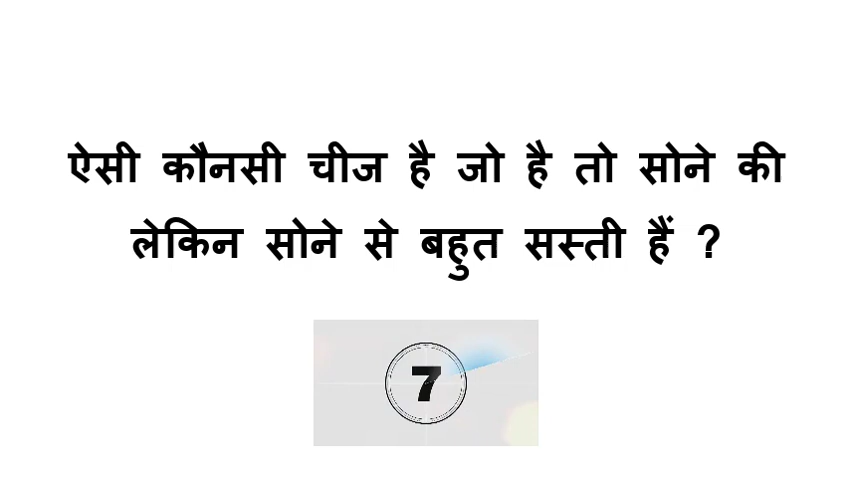 ऐसी कौनसी चीज है जो है तो सोने की
लेकिन सोने से बहुत सस्ती हैं ?
7